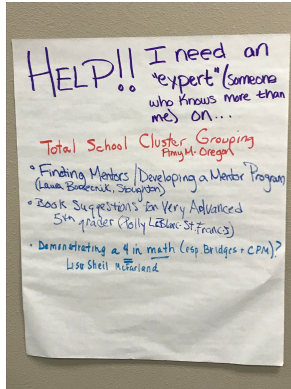 HELP!! I need an
"expert" (someone
who knows more than
me) on...
Total School Cluster Grouping
Amy M. Oregon
• Finding Mentors/Developing a Mentor Program
(Laura Stoughton)
• Book Suggestions for Very Advanced
5th grader (Polly LeBlanc-St. Francis)
• Demonstrating a 4 in math (esp. Bridges + CPM)?
Lisa Sheil McFarland